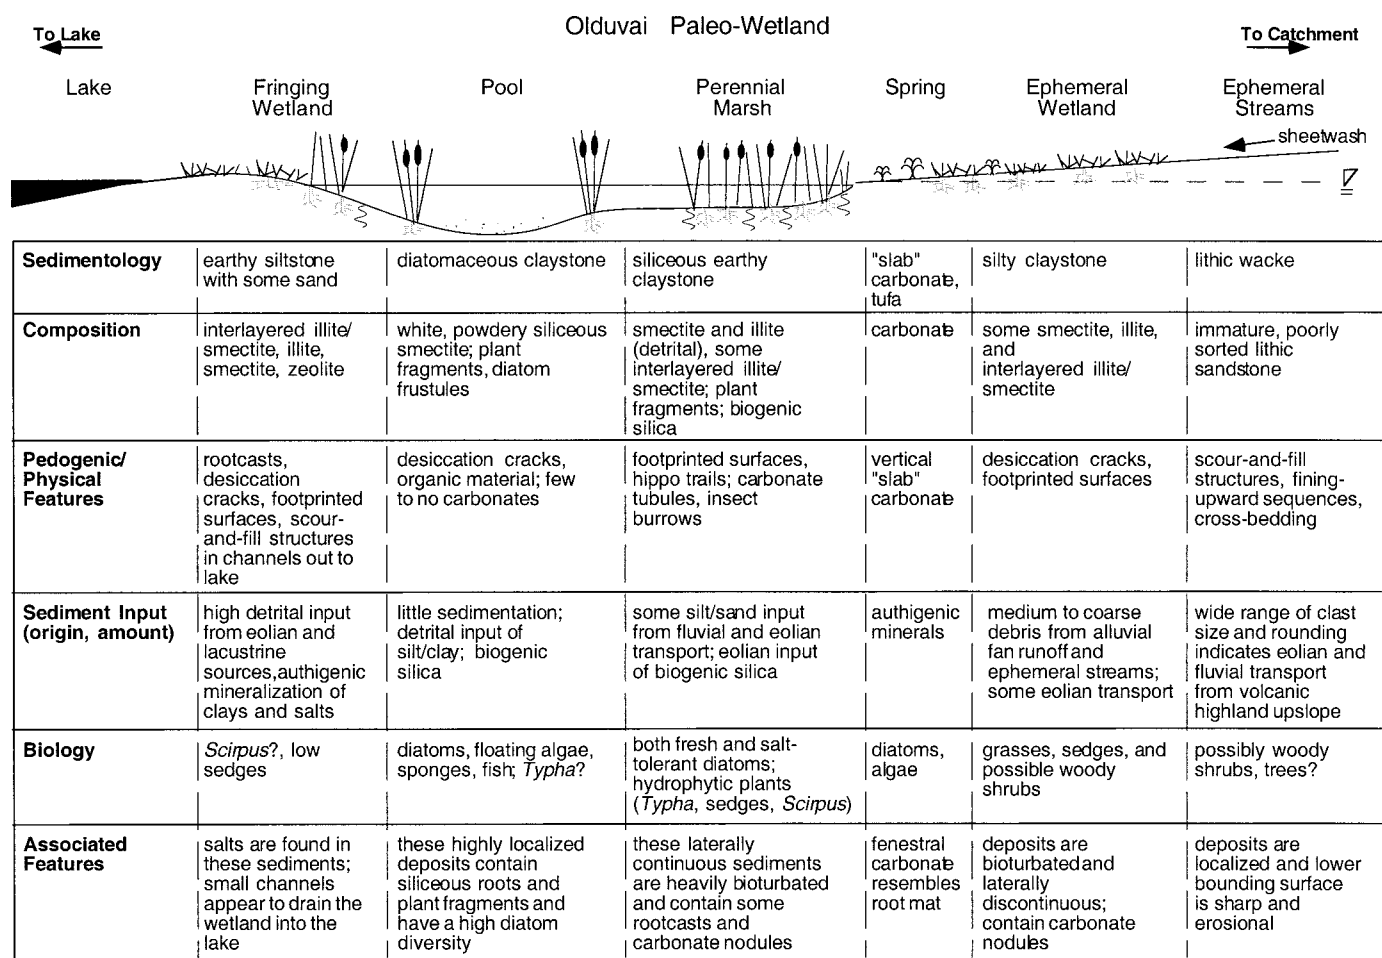 Olduvai Paleo-Wetland
To Lake
To Catchment
Lake
Fringing
Wetland
Pool
Perennial
Marsh
Spring
Ephemeral
Wetland
Ephemeral
Streams
sheetwash
Sedimentology
earthy siltstone
with some sand
diatomaceous claystone
siliceous earthy
claystone
"slab"
carbonate,
tufa
silty claystone
lithic wacke
Composition
interlayered illite/
smectite, illite,
smectite, zeolite
white, powdery siliceous
smectite; plant
fragments, diatom
frustules
smectite and illite
(detrital), some
interlayered illite/
smectite; plant
fragments; biogenic
silica
carbonate
some smectite, illite,
and
interlayered illite/
smectite
immature, poorly
sorted lithic
sandstone
Pedogenic/
Physical
Features
rootcasts,
desiccation
cracks, footprinted
surfaces, scour-
and-fill structures
in channels out to
lake
desiccation cracks,
organic material; few
to no carbonates
footprinted surfaces,
hippo trails; carbonate
tubules, insect
burrows
vertical
"slab"
carbonate
desiccation cracks,
footprinted surfaces
scour-and-fill
structures, fining-
upward sequences,
cross-bedding
Sediment Input
(origin, amount)
high detrital input
from eolian and
lacustrine
sources,authigenic
mineralization of
clays and salts
little sedimentation;
detrital input of
silt/clay; biogenic
silica
some silt/sand input
from fluvial and eolian
transport; eolian input
of biogenic silica
authigenic
minerals
medium to coarse
debris from alluvial
fan runoff and
ephemeral streams;
some eolian transport
wide range of clast
size and rounding
indicates eolian and
fluvial transport
from volcanic
highland upslope
Biology
Scirpus?, low
sedges
diatoms, floating algae,
sponges, fish; Typha?
both fresh and salt-
tolerant diatoms;
hydrophytic plants
(Typha, sedges, Scirpus)
diatoms,
algae
grasses, sedges, and
possible woody
shrubs
possibly woody
shrubs, trees?
Associated
Features
salts are found in
these sediments;
small channels
appear to drain the
wetland into the
lake
these highly localized
deposits contain
siliceous roots and
plant fragments and
have a high diatom
diversity
these laterally
continuous sediments
are heavily bioturbated
and contain some
rootcasts and
carbonate nodules
fenestral
carbonate
resembles
root mat
deposits are
bioturbated and
laterally
discontinuous;
contain carbonate
nodules
deposits are
localized and lower
bounding surface
is sharp and
erosional